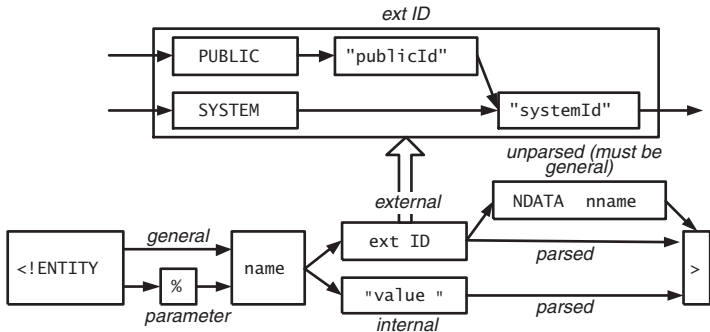 ext ID
PUBLIC
"publicId"
SYSTEM
"systemId"
unparsed (must be
general)
external
NDATA nname
general
ext ID
<!ENTITY
name
parsed
>
%
"value "
parameter
parsed
internal